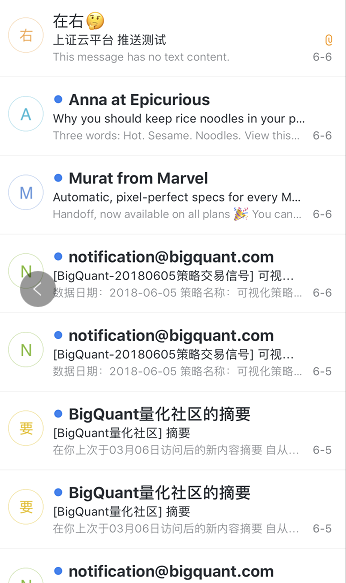 右
在右🤔
上证云平台 推送测试
This message has no text content.
6-6
A
Anna at Epicurious
Why you should keep rice noodles in your p...
Three words: Hot. Sesame. Noodles. View this...
6-6
M
Murat from Marvel
Automatic, pixel-perfect specs for every M...
Handoff, now available on all plans 🎉 You can...
6-6
N
notification@bigquant.com
[BigQuant-20180605策略交易信号] 可视...
数据日期：2018-06-05 策略名称：可视化策略...
6-6
N
notification@bigquant.com
[BigQuant-20180605策略交易信号] 可视...
数据日期：2018-06-05 策略名称：可视化策略...
6-5
要
BigQuant量化社区的摘要
[BigQuant量化社区] 摘要
在你上次于03月06日访问后的新内容摘要 自从...
6-5
要
BigQuant量化社区的摘要
[BigQuant量化社区] 摘要
在你上次于03月06日访问后的新内容摘要 自从...
6-5
notification@bigquant.com